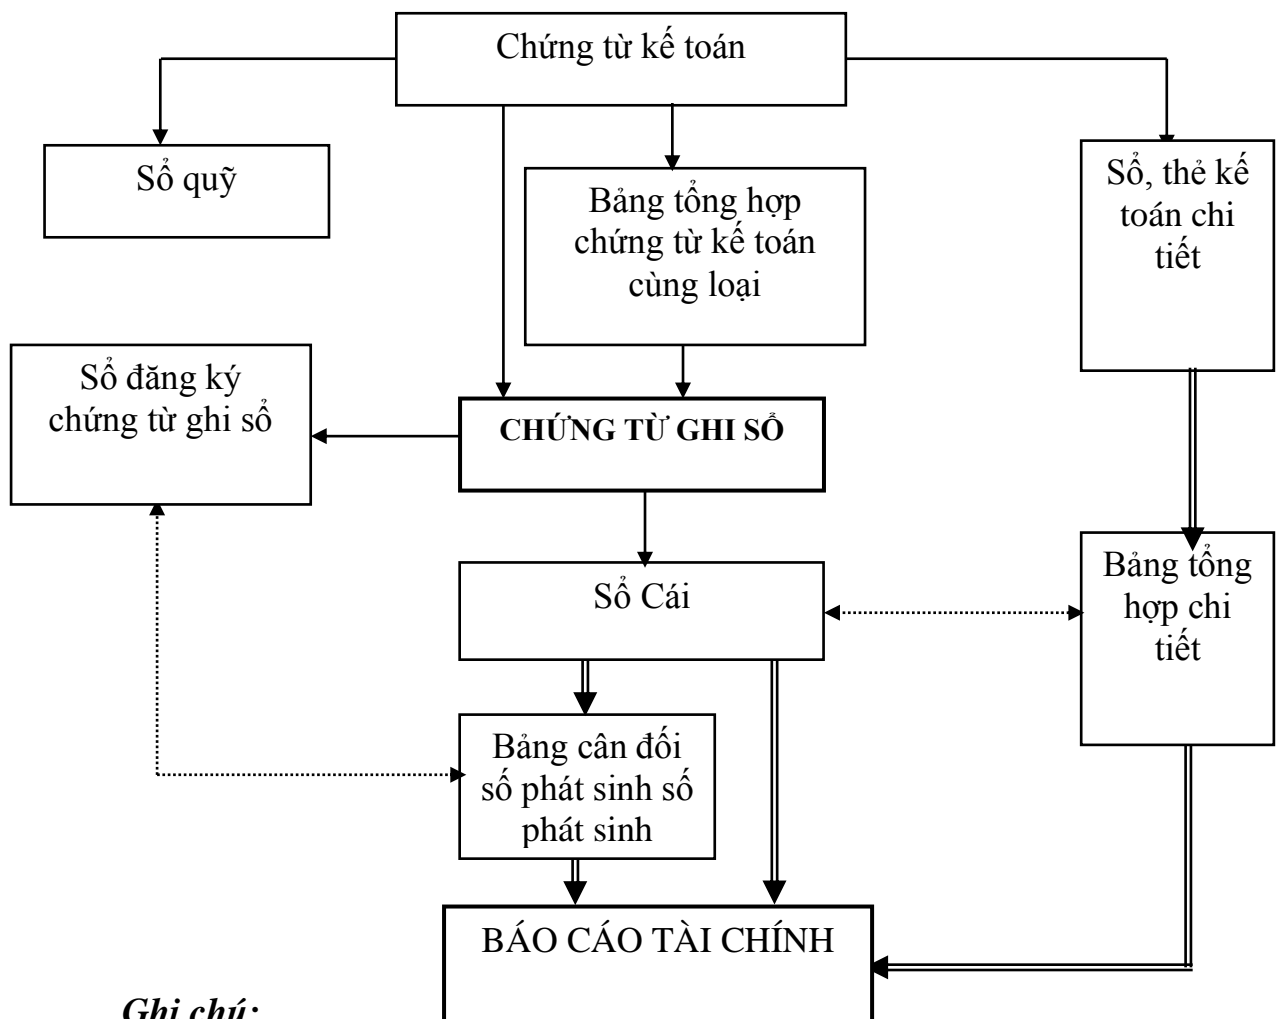 Chứng từ kế toán
Sổ quỹ
Bảng tổng hợp
chứng từ kế toán
cùng loại
Sổ, thẻ kế
toán chi
tiết
Sổ đăng ký
chứng từ ghi sổ
CHỨNG TỪ GHI SỔ
Sổ Cái
Bảng tổng
hợp chi
tiết
Bảng cân đối
số phát sinh số
phát sinh
BÁO CÁO TÀI CHÍNH
Ghi chú: